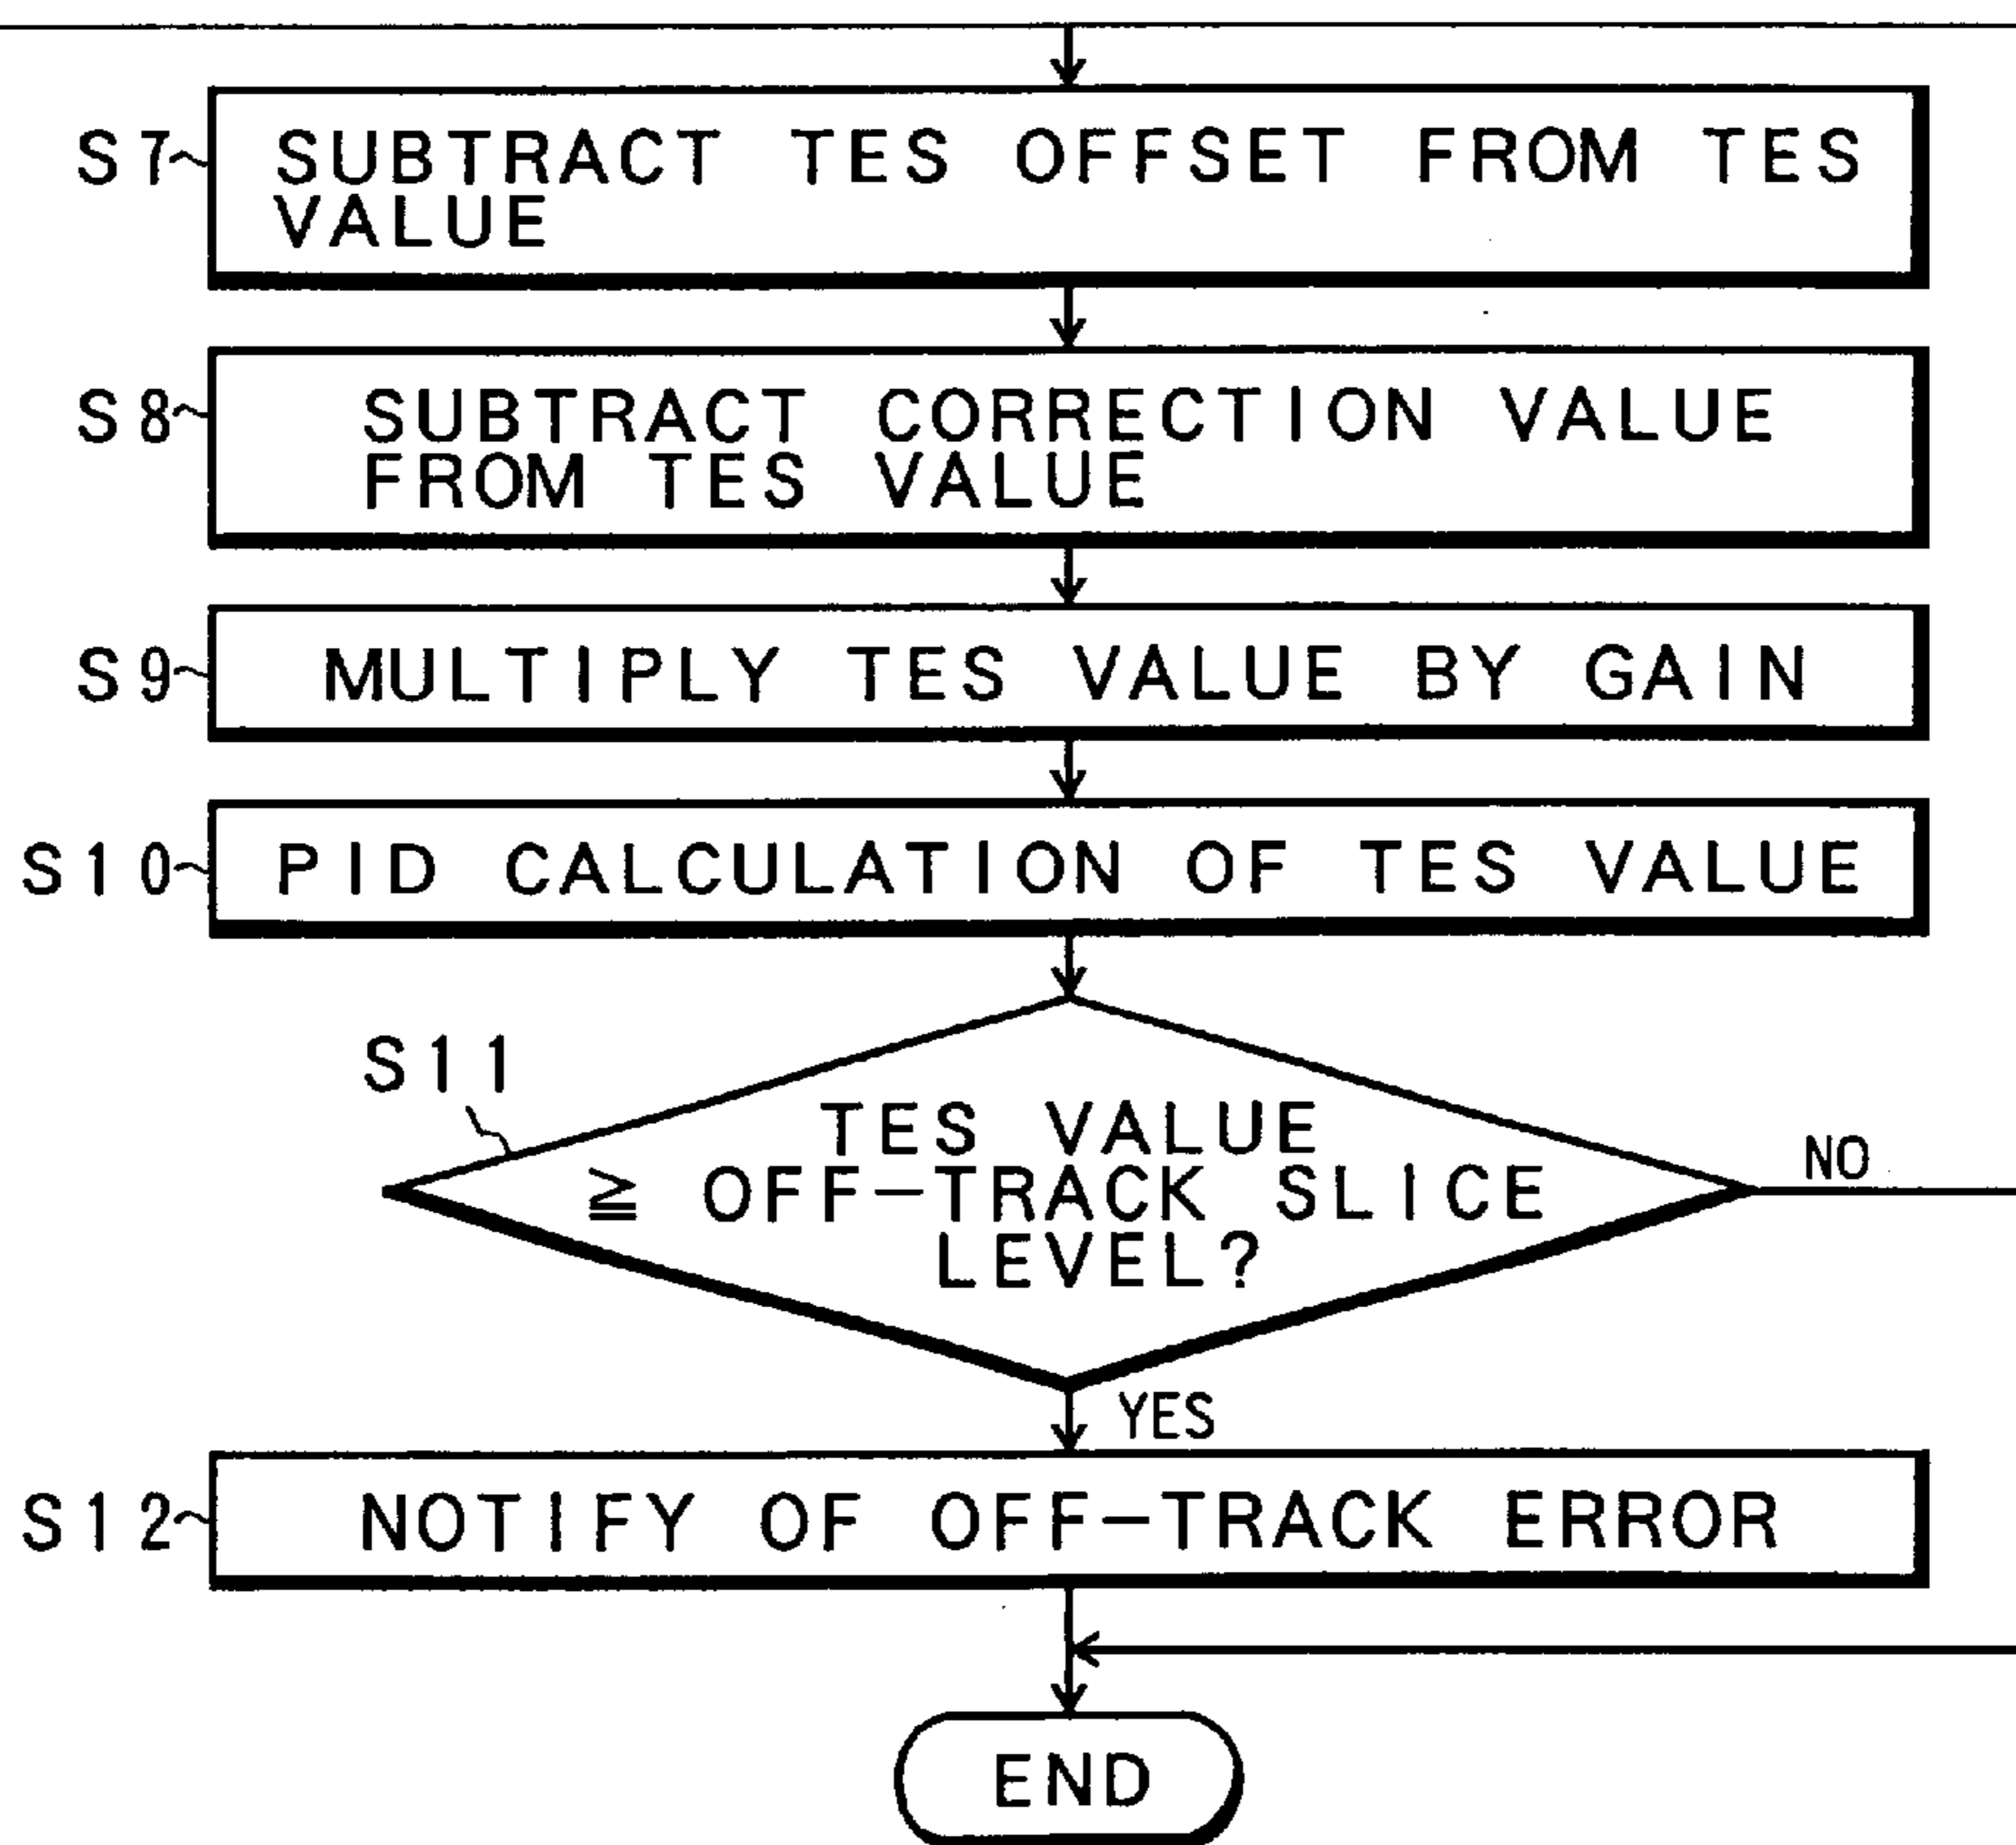 S7
SUBTRACT TES OFFSET FROM TES
VALUE
S8
SUBTRACT CORRECTION VALUE
FROM TES VALUE
S9
MULTIPLY TES VALUE BY GAIN
S10
PID CALCULATION OF TES VALUE
S11
TES VALUE
≧ OFF-TRACK SLICE
LEVEL?
NO
YES
S12
NOTIFY OF OFF-TRACK ERROR
END